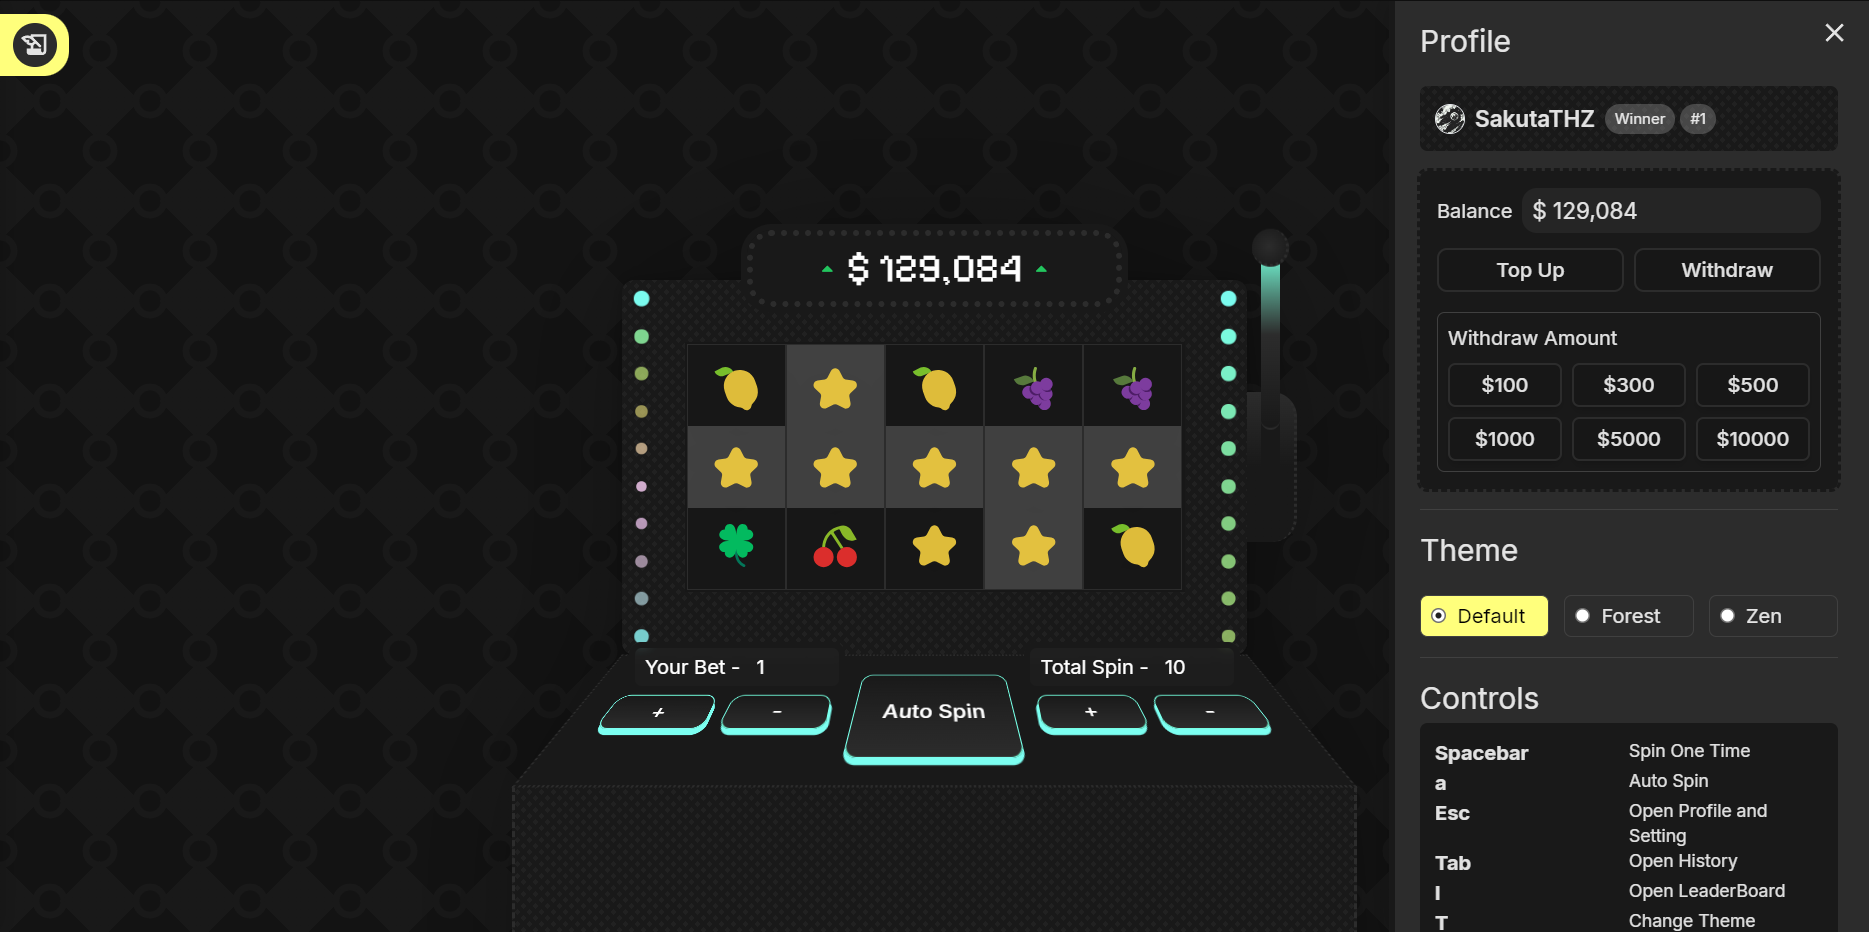 $ 129,084
Your Bet - 1
Total Spin - 10
+
-
Auto Spin
+
-
Profile
SakutaTHZ Winner #1
Balance $ 129,084
Top Up Withdraw
Withdraw Amount
$100 $300 $500
$1000 $5000 $10000
Theme
Default Forest Zen
Controls
Spacebar Spin One Time
a Auto Spin
Esc Open Profile and
Setting
Tab Open History
l Open LeaderBoard
T Change Theme